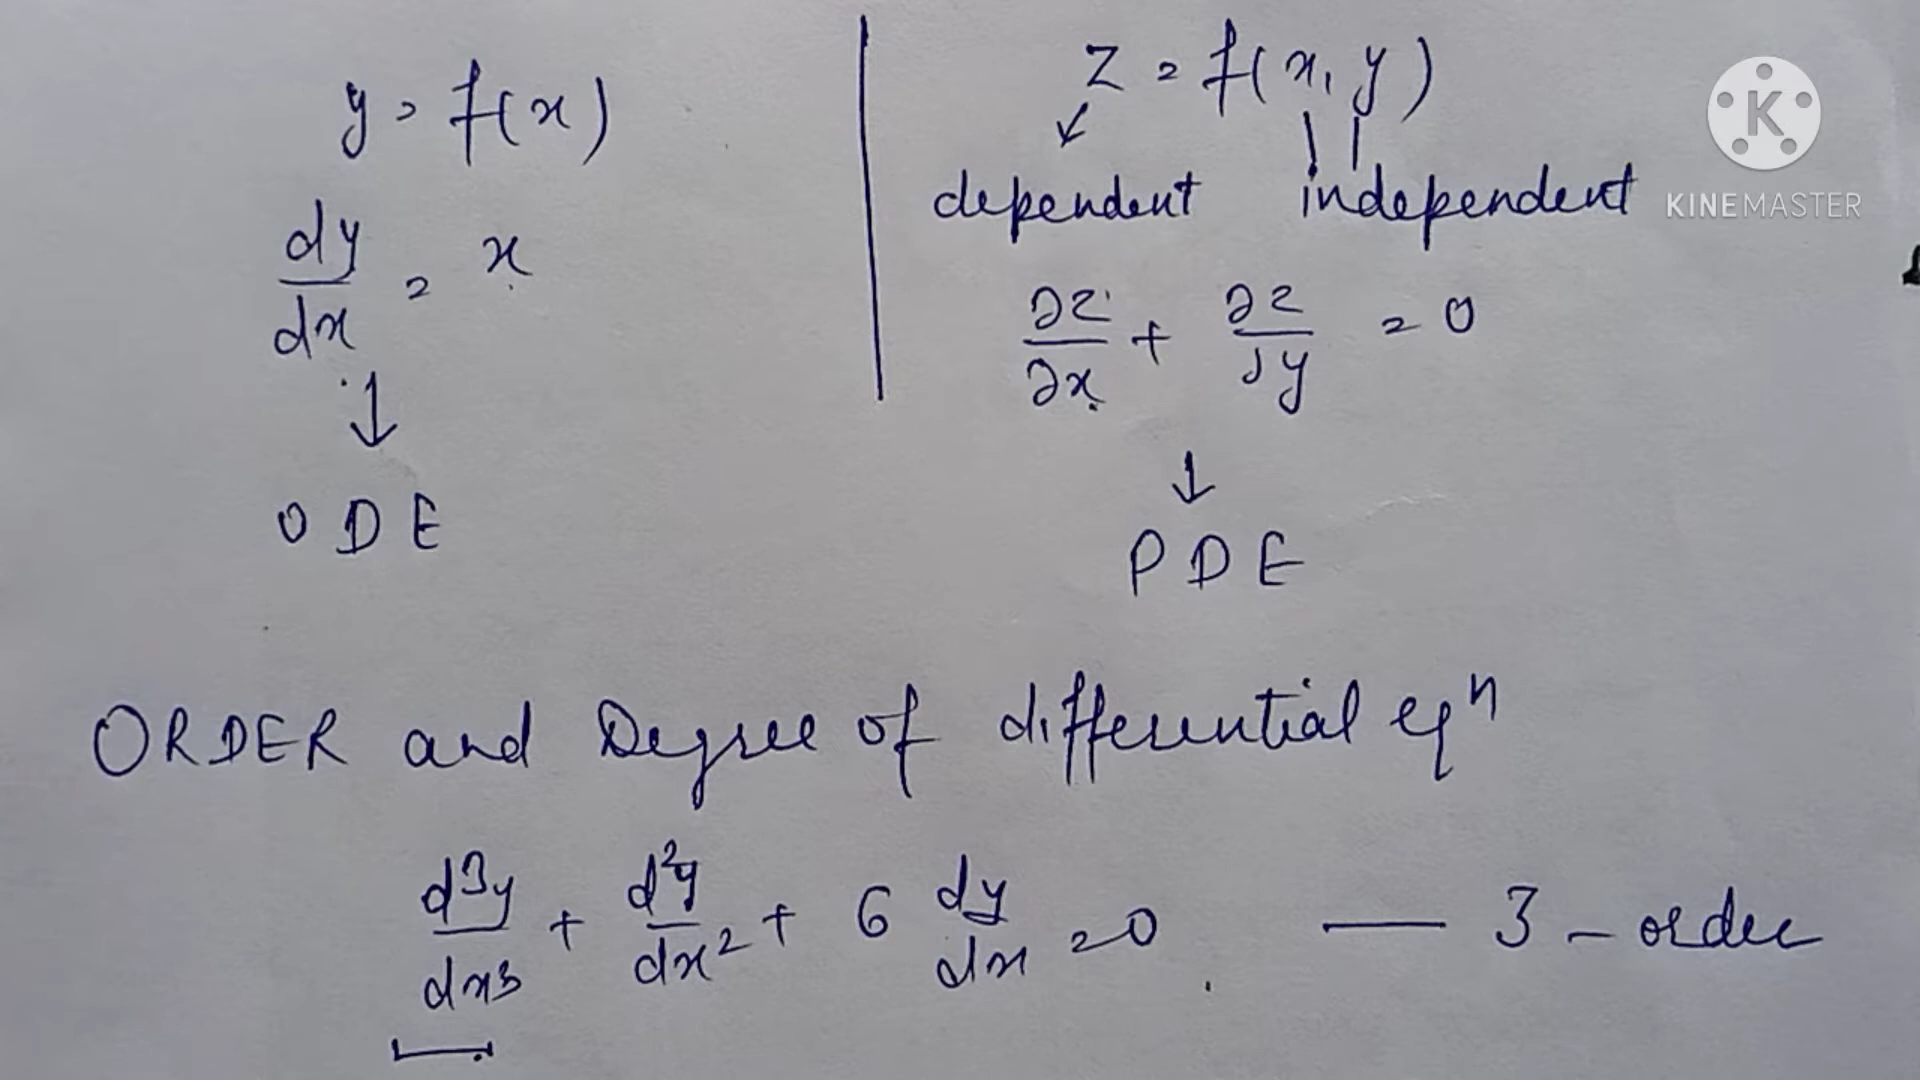 y = f(x)
dy/dx = x
↓
ODE
z = f(x, y)
dependent independent
∂z/∂x + ∂z/∂y = 0
↓
PDE
K
KINEMASTER
ORDER and Degree of differential eqⁿ
d³y/dx³ + d²y/dx² + 6 dy/dx = 0 — 3 - order